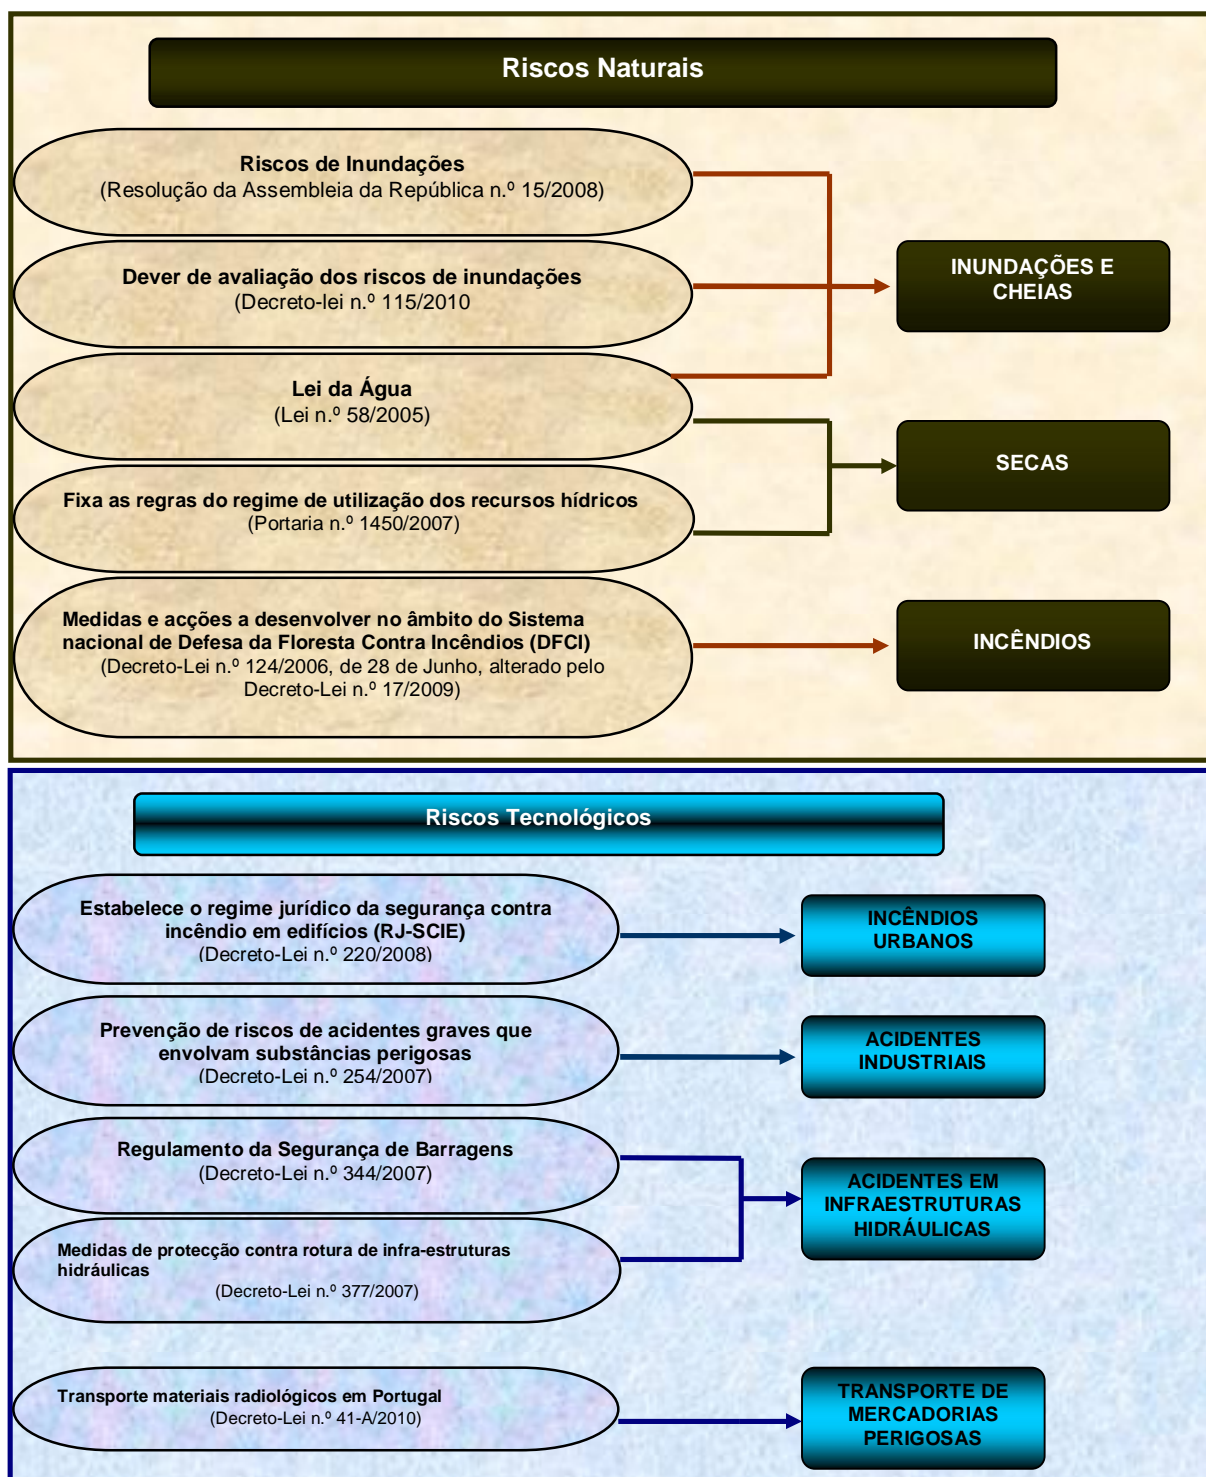 Riscos Naturais
Riscos de Inundações
(Resolução da Assembleia da República n.º 15/2008)
Dever de avaliação dos riscos de inundações
(Decreto-lei n.º 115/2010
INUNDAÇÕES E
CHEIAS
Lei da Água
(Lei n.º 58/2005)
SECAS
Fixa as regras do regime de utilização dos recursos hídricos
(Portaria n.º 1450/2007)
Medidas e acções a desenvolver no âmbito do Sistema
nacional de Defesa da Floresta Contra Incêndios (DFCI)
(Decreto-Lei n.º 124/2006, de 28 de Junho, alterado pelo
Decreto-Lei n.º 17/2009)
INCÊNDIOS
Riscos Tecnológicos
Estabelece o regime jurídico da segurança contra
incêndio em edifícios (RJ-SCIE)
(Decreto-Lei n.º 220/2008)
INCÊNDIOS
URBANOS
Prevenção de riscos de acidentes graves que
envolvam substâncias perigosas
(Decreto-Lei n.º 254/2007)
ACIDENTES
INDUSTRIAIS
Regulamento da Segurança de Barragens
(Decreto-Lei n.º 344/2007)
ACIDENTES EM
INFRAESTRUTURAS
HIDRÁULICAS
Medidas de protecção contra rotura de infra-estruturas
hidráulicas
(Decreto-Lei n.º 377/2007)
Transporte materiais radiológicos em Portugal
(Decreto-Lei n.º 41-A/2010)
TRANSPORTE DE
MERCADORIAS
PERIGOSAS